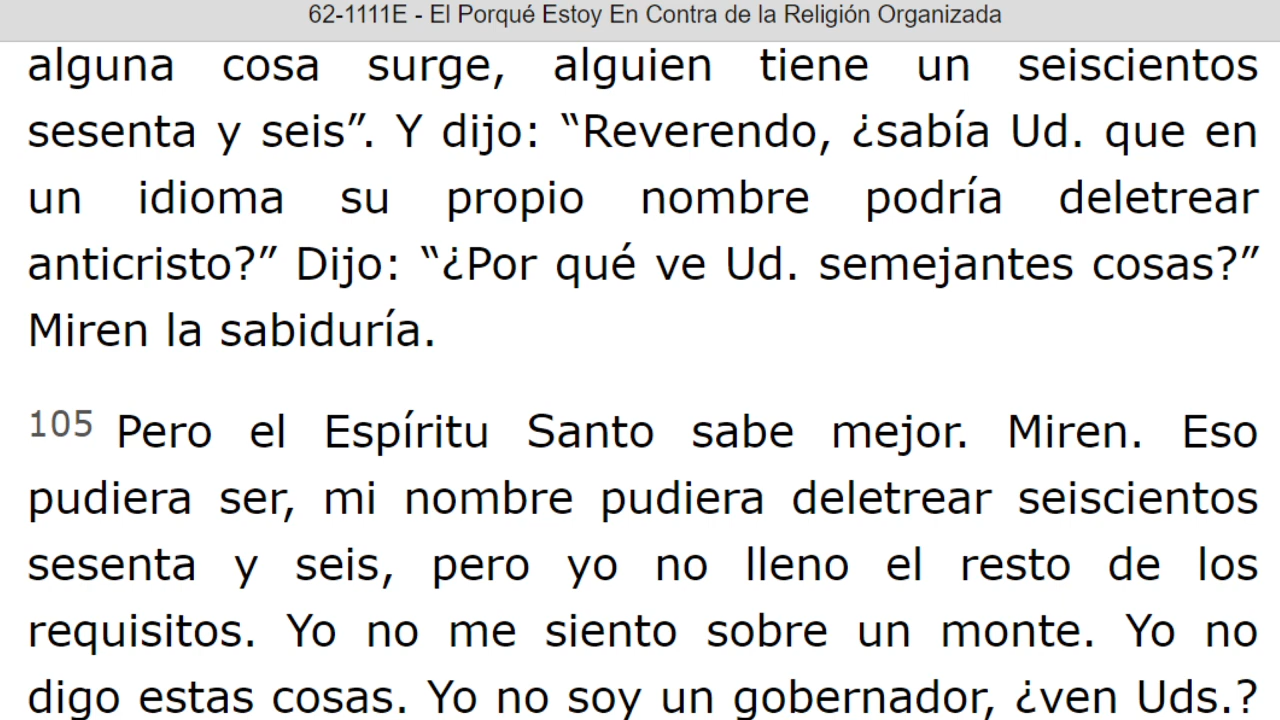 62-1111E - El Porqué Estoy En Contra de la Religión Organizada
alguna cosa surge, alguien tiene un seiscientos
sesenta y seis”. Y dijo: “Reverendo, ¿sabía Ud. que en
un idioma su propio nombre podría deletrear
anticristo?” Dijo: “¿Por qué ve Ud. semejantes cosas?”
Miren la sabiduría.
105 Pero el Espíritu Santo sabe mejor. Miren. Eso
pudiera ser, mi nombre pudiera deletrear seiscientos
sesenta y seis, pero yo no lleno el resto de los
requisitos. Yo no me siento sobre un monte. Yo no
digo estas cosas. Yo no soy un gobernador, ¿ven Uds.?